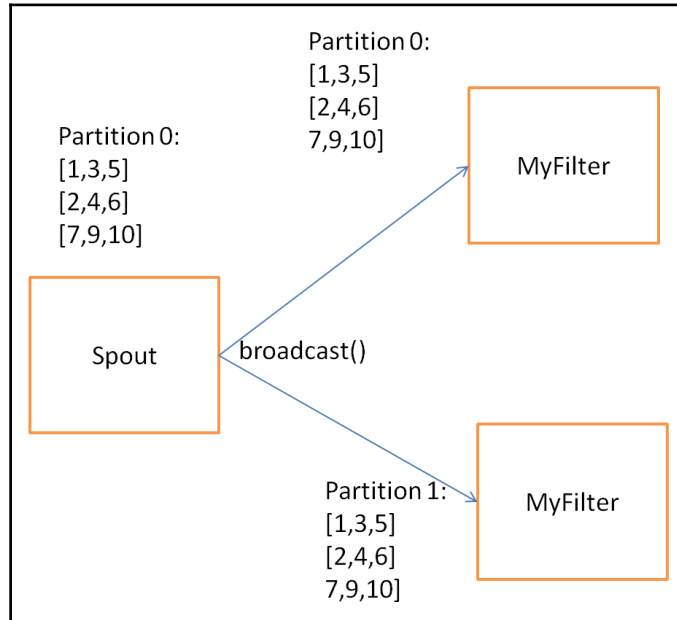 Partition 0:
[1,3,5]
[2,4,6]
7,9,10]
Partition 0:
[1,3,5]
[2,4,6]
[7,9,10]
MyFilter
Spout
broadcast()
Partition 1:
[1,3,5]
[2,4,6]
7,9,10]
MyFilter